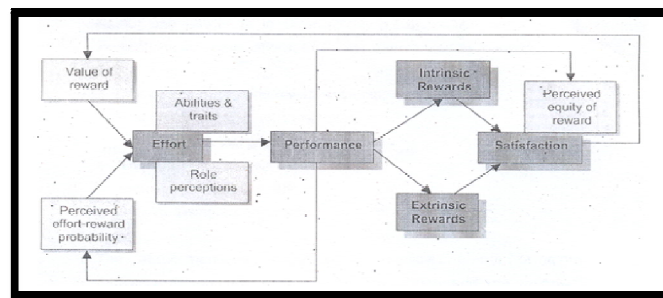 Value of
reward
Abilities &
traits
Intrinsic
Rewards
Perceived
equity of
reward
Effort
Performance
Satisfaction
Role
perceptions
Perceived
effort-reward
probability
Extrinsic
Rewards